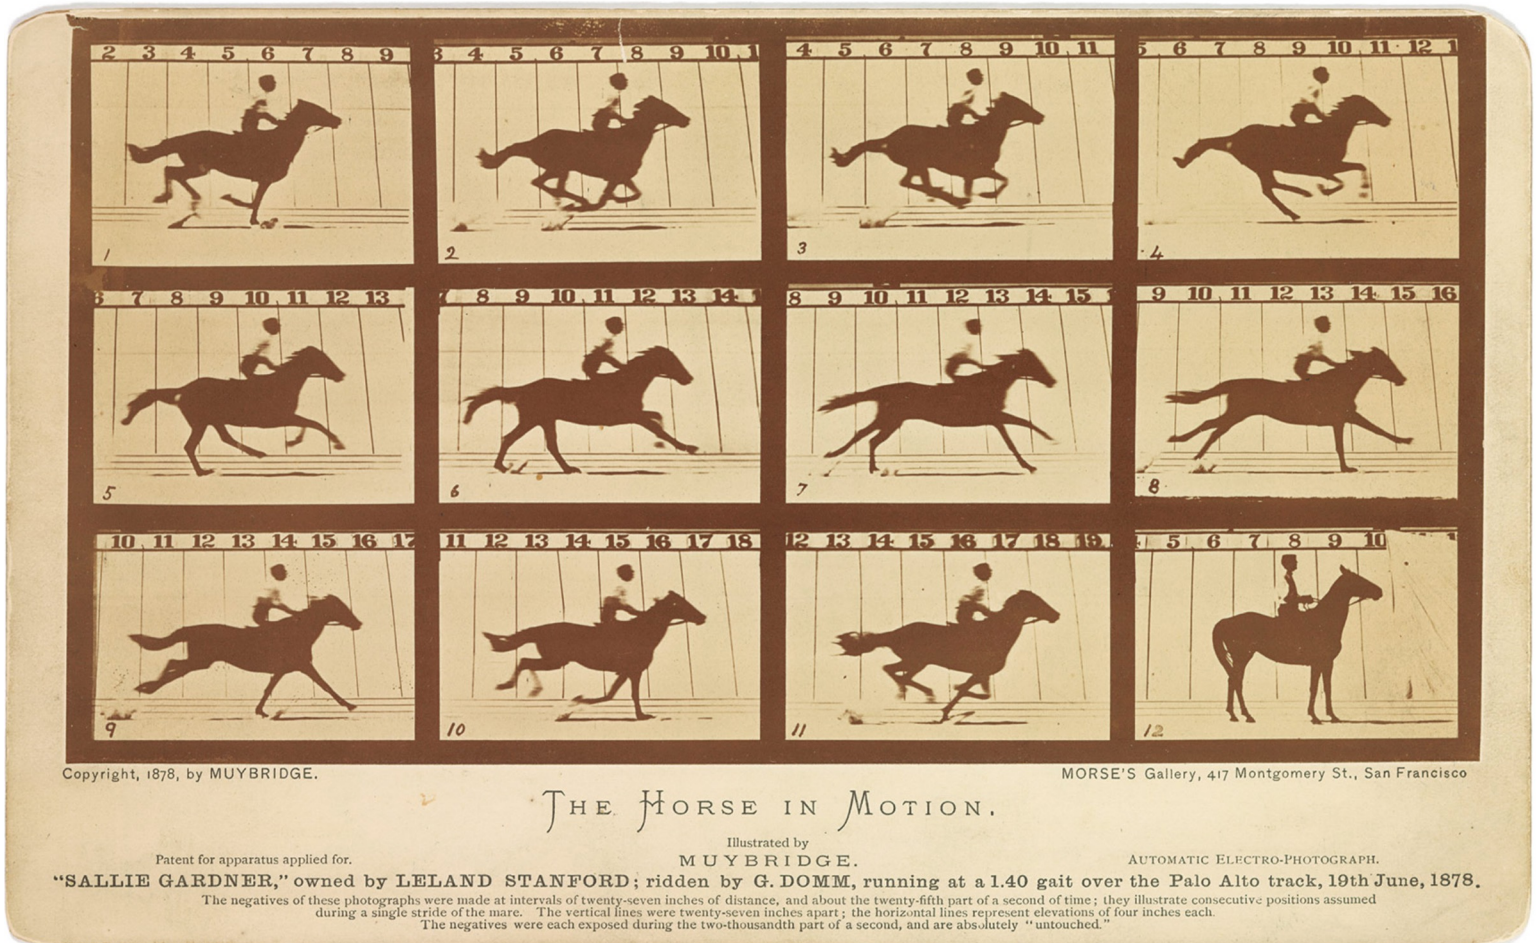 2 3 4 5 6 7 8 9
3 4 5 6 7 8 9 10 1
4 5 6 7 8 9 10 11
5 6 7 8 9 10 11 12 1
1
2
3
4
6 7 8 9 10 11 12 13
7 8 9 10 11 12 13 14 1
8 9 10 11 12 13 14 15
9 10 11 12 13 14 15 16
5
6
7
8
10 11 12 13 14 15 16 17
11 12 13 14 15 16 17 18
12 13 14 15 16 17 18 19
4 5 6 7 8 9 10
9
10
11
12
Copyright, 1878, by MUYBRIDGE.
MORSE'S Gallery, 417 Montgomery St., San Francisco
THE HORSE IN MOTION.
Illustrated by
MUYBRIDGE.
Patent for apparatus applied for.
AUTOMATIC ELECTRO-PHOTOGRAPH.
"SALLIE GARDNER," owned by LELAND STANFORD; ridden by G. DOMM, running at a 1.40 gait over the Palo Alto track, 19th June, 1878.
The negatives of these photographs were made at intervals of twenty-seven inches of distance, and about the twenty-fifth part of a second of time; they illustrate consecutive positions assumed
during a single stride of the mare. The vertical lines were twenty-seven inches apart; the horizontal lines represent elevations of four inches each.
The negatives were each exposed during the two-thousandth part of a second, and are absolutely "untouched."